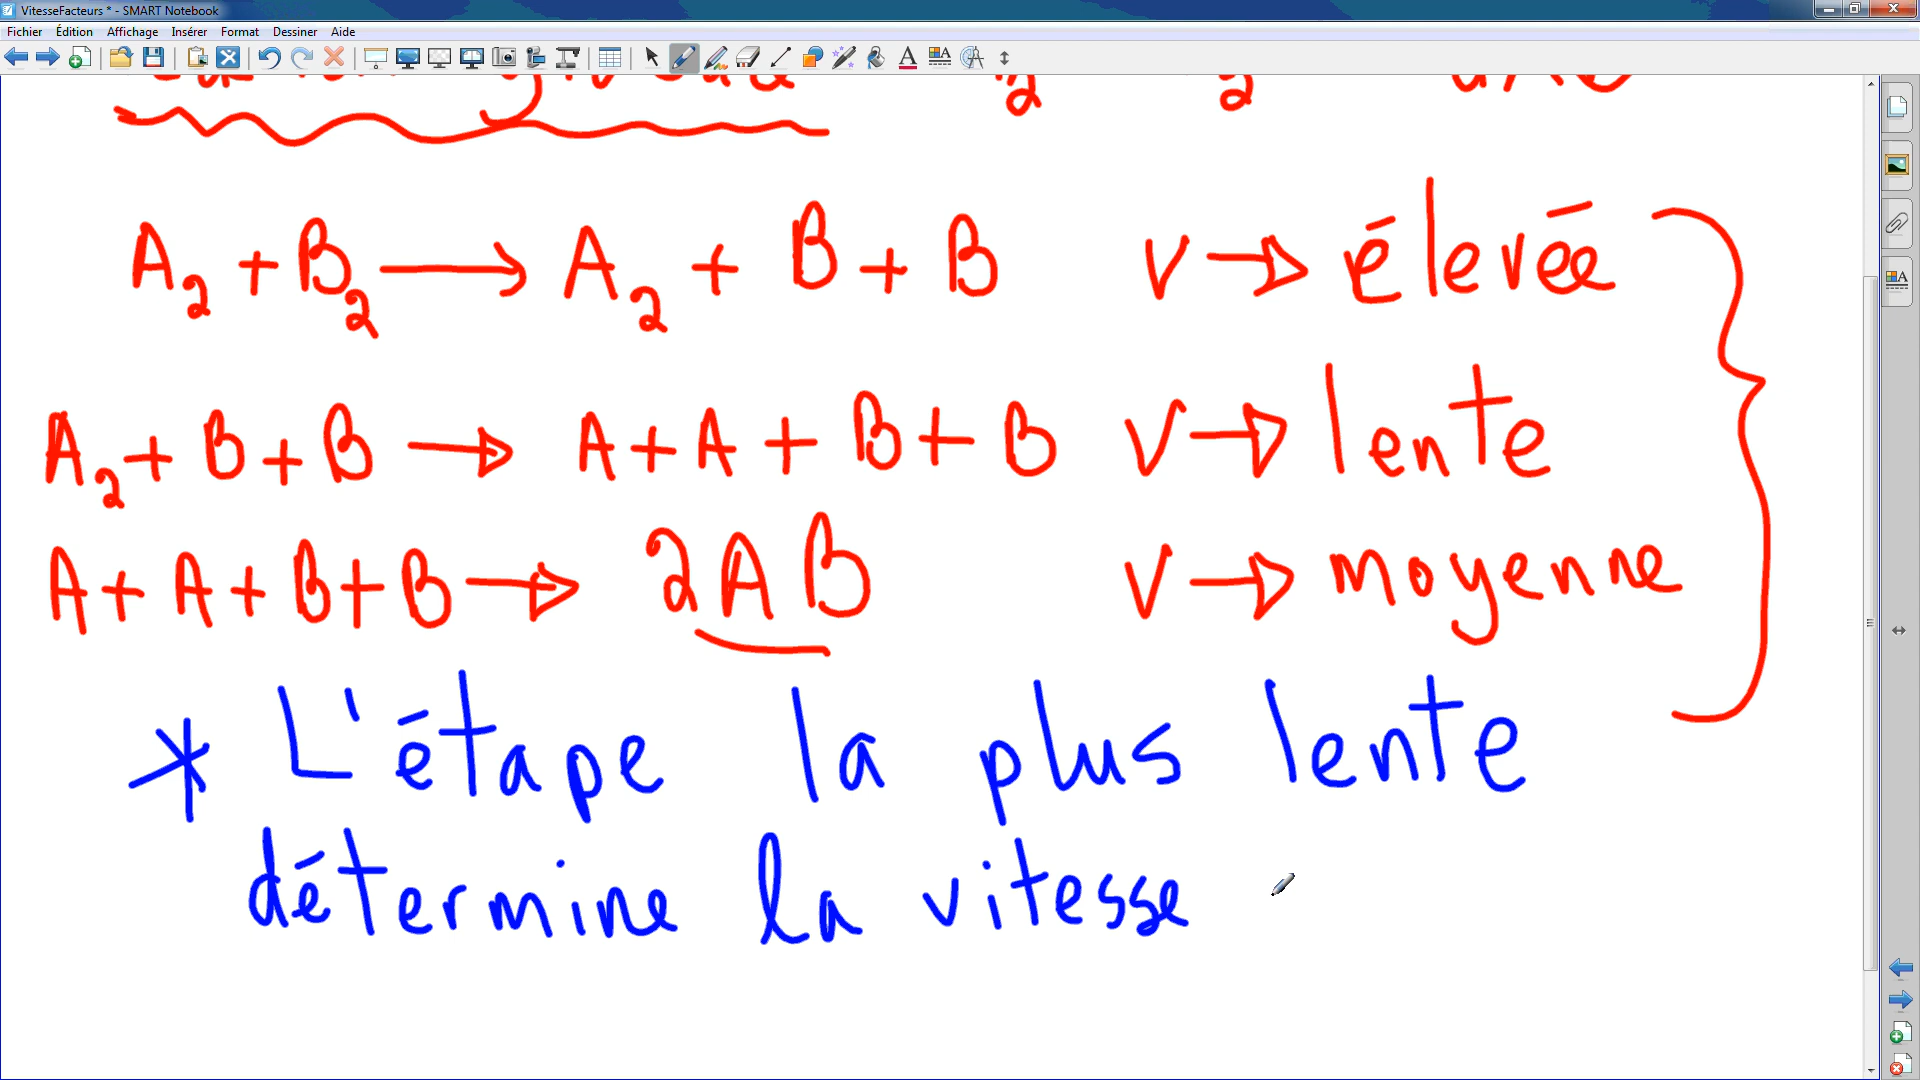 VitesseFacteurs * - SMART Notebook
Fichier Édition Affichage Insérer Format Dessiner Aide
A₂ + B₂ → A₂ + B + B v → élevée
A₂ + B + B → A + A + B + B v → lente
A + A + B + B → 2AB v → moyenne
* L'étape la plus lente
détermine la vitesse